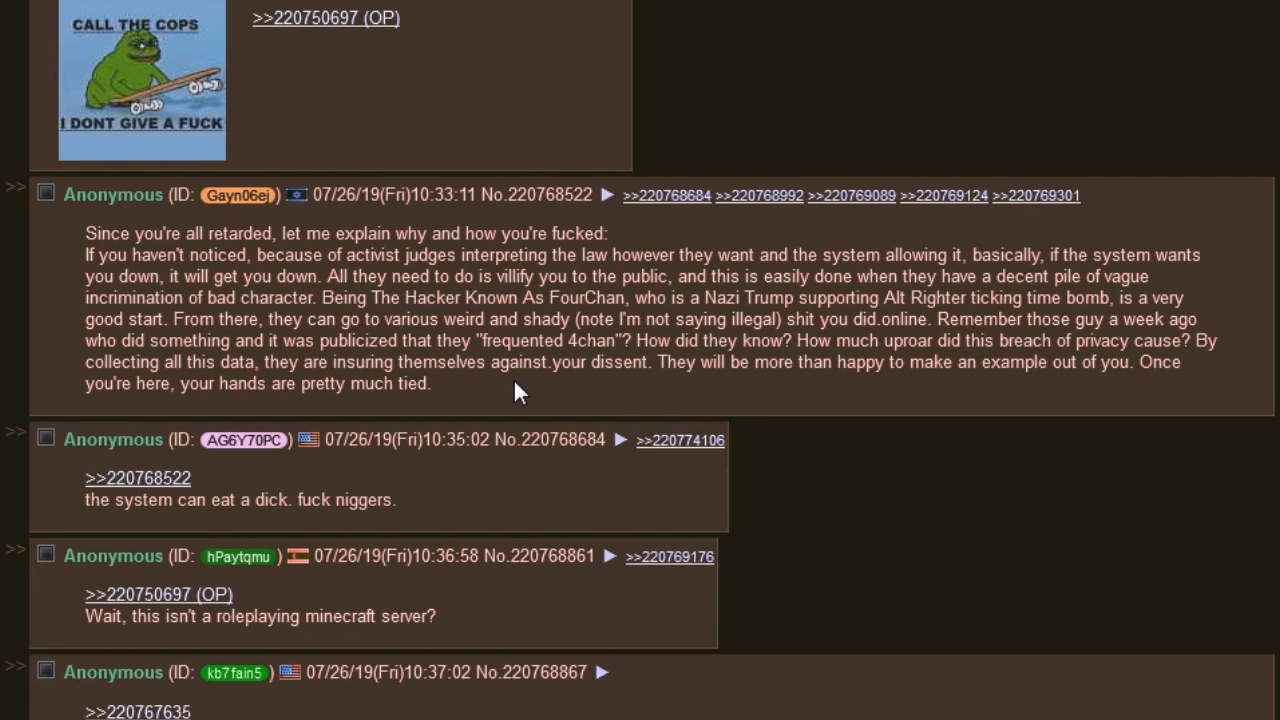 CALL THE COPS
I DONT GIVE A FUCK
>>220750697 (OP)
>> Anonymous (ID: Gayn06ej) 07/26/19(Fri)10:33:11 No.220768522 ▶ >>220768684 >>220768992 >>220769089 >>220769124 >>220769301
Since you're all retarded, let me explain why and how you're fucked:
If you haven't noticed, because of activist judges interpreting the law however they want and the system allowing it, basically, if the system wants
you down, it will get you down. All they need to do is villify you to the public, and this is easily done when they have a decent pile of vague
incrimination of bad character. Being The Hacker Known As FourChan, who is a Nazi Trump supporting Alt Righter ticking time bomb, is a very
good start. From there, they can go to various weird and shady (note I'm not saying illegal) shit you did.online. Remember those guy a week ago
who did something and it was publicized that they "frequented 4chan"? How did they know? How much uproar did this breach of privacy cause? By
collecting all this data, they are insuring themselves against.your dissent. They will be more than happy to make an example out of you. Once
you're here, your hands are pretty much tied.
>> Anonymous (ID: AG6Y70PC) 07/26/19(Fri)10:35:02 No.220768684 ▶ >>220774106
>>220768522
the system can eat a dick. fuck niggers.
>> Anonymous (ID: hPaytqmu) 07/26/19(Fri)10:36:58 No.220768861 ▶ >>220769176
>>220750697 (OP)
Wait, this isn't a roleplaying minecraft server?
>> Anonymous (ID: kb7fain5) 07/26/19(Fri)10:37:02 No.220768867 ▶
>>220767635